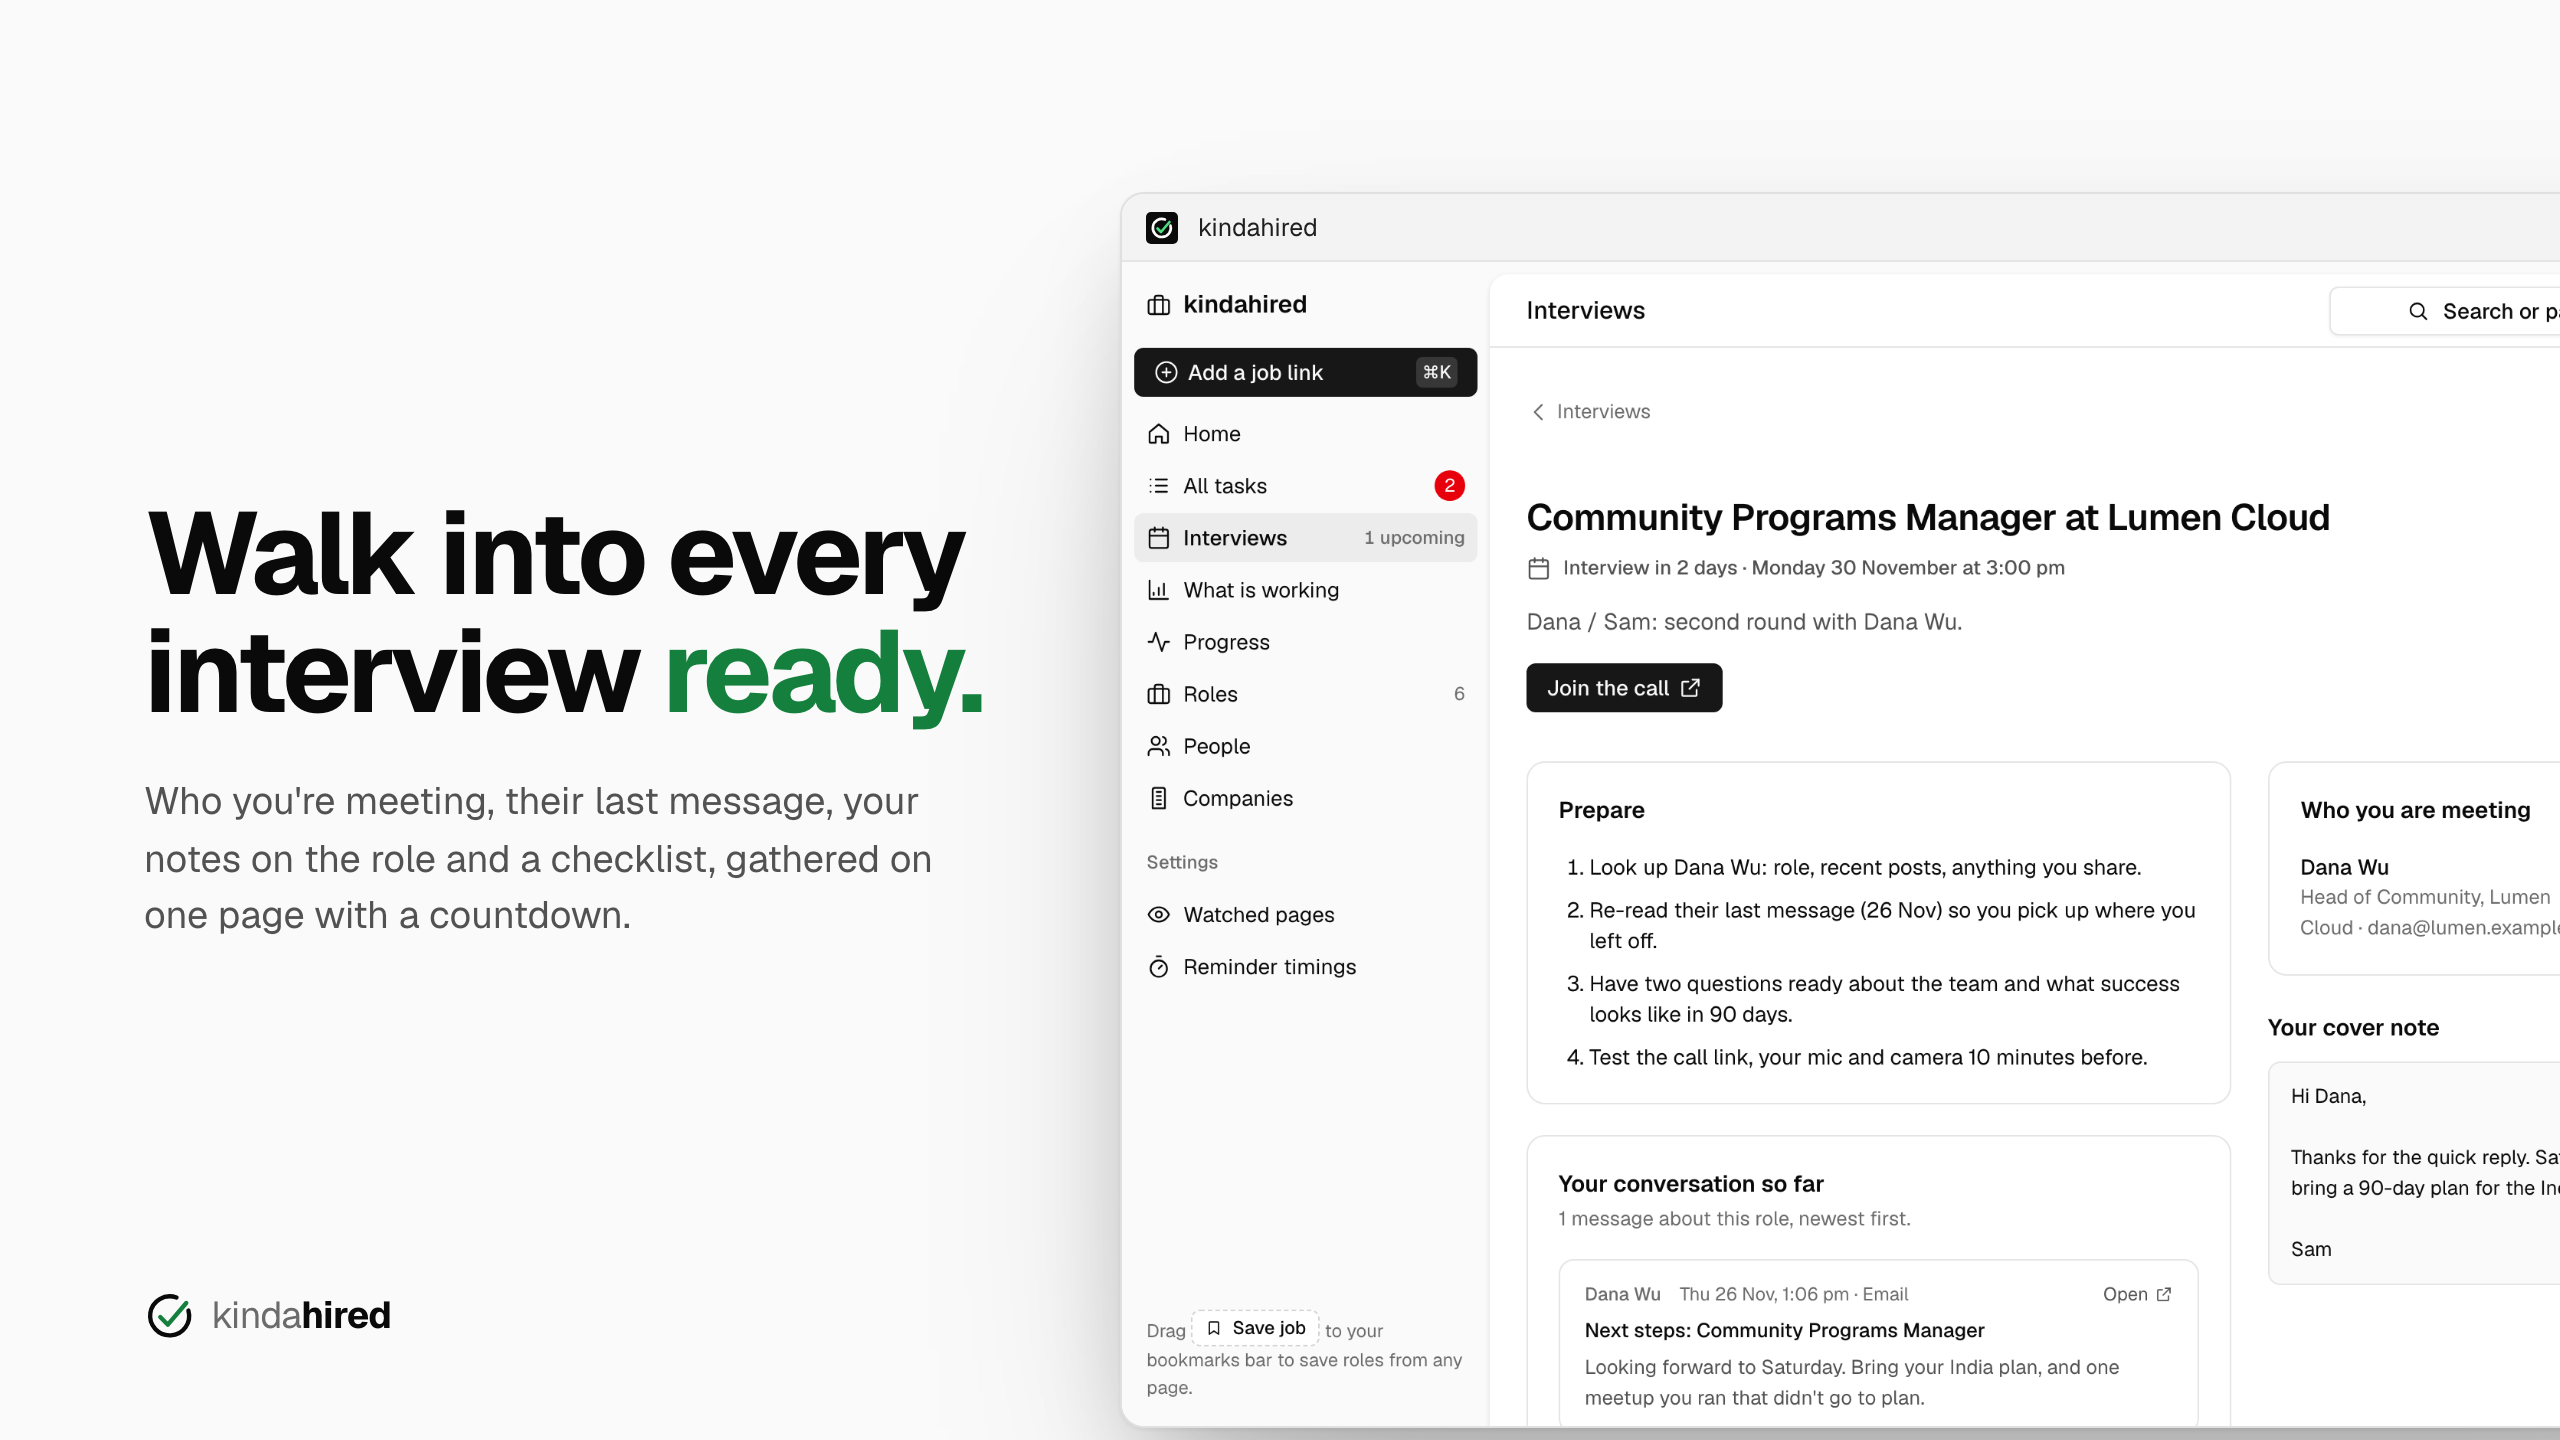 Walk into every
interview ready.
Who you're meeting, their last message, your
notes on the role and a checklist, gathered on
one page with a countdown.
kindahired
kindahired
kindahired
Add a job link ⌘K
Home
All tasks 2
Interviews 1 upcoming
What is working
Progress
Roles 6
People
Companies
Settings
Watched pages
Reminder timings
Drag Save job to your
bookmarks bar to save roles from any
page.
Interviews
Search or
Interviews
Community Programs Manager at Lumen Cloud
Interview in 2 days · Monday 30 November at 3:00 pm
Dana / Sam: second round with Dana Wu.
Join the call
Prepare
1. Look up Dana Wu: role, recent posts, anything you share.
2. Re-read their last message (26 Nov) so you pick up where you
left off.
3. Have two questions ready about the team and what success
looks like in 90 days.
4. Test the call link, your mic and camera 10 minutes before.
Your conversation so far
1 message about this role, newest first.
Dana Wu Thu 26 Nov, 1:06 pm · Email Open
Next steps: Community Programs Manager
Looking forward to Saturday. Bring your India plan, and one
meetup you ran that didn't go to plan.
Who you are meeting
Dana Wu
Head of Community, Lumen
Cloud · dana@lumen.example
Your cover note
Hi Dana,
Thanks for the quick reply.
bring a 90-day plan for the
Sam